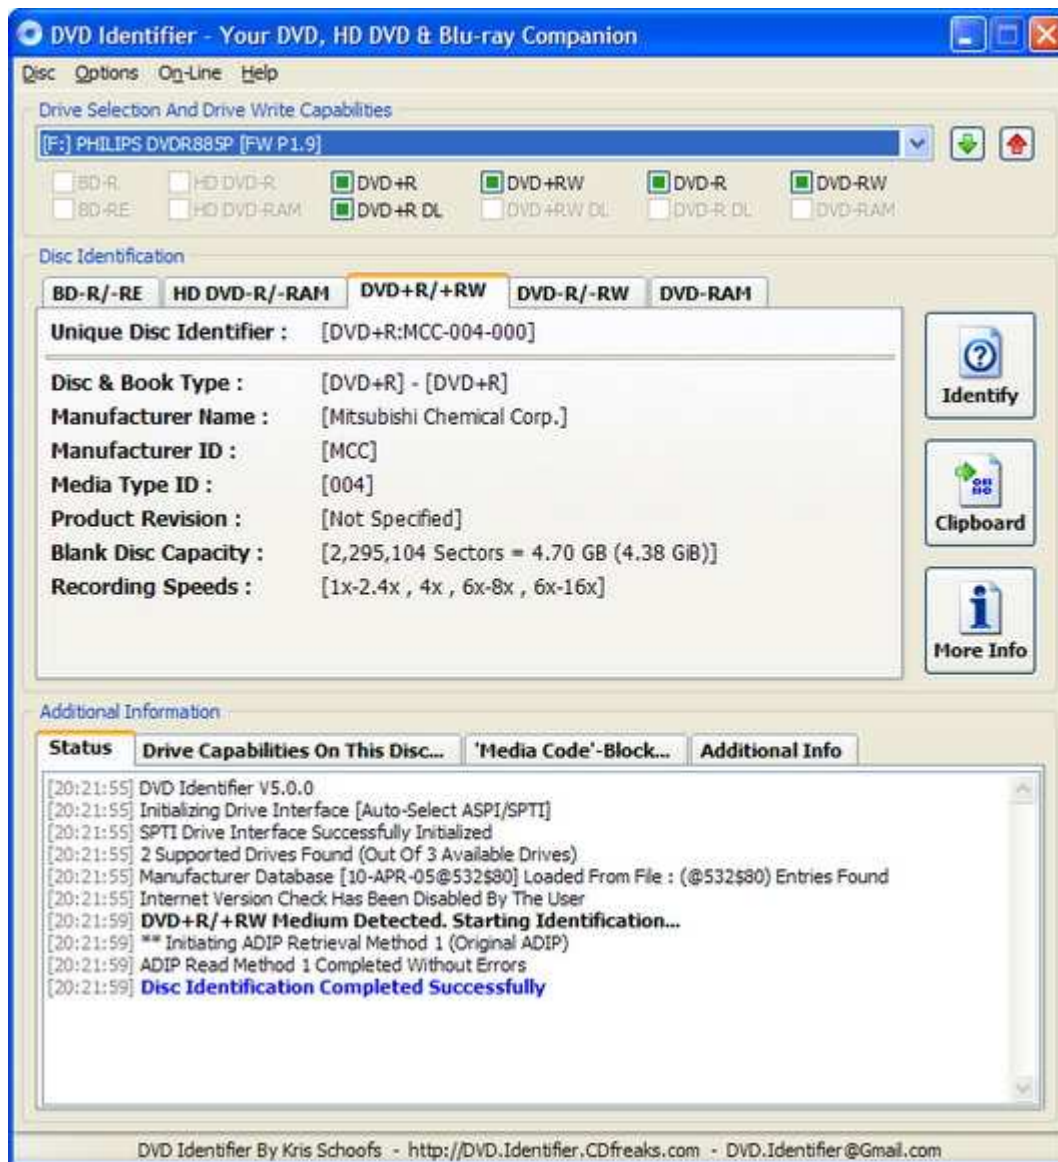 DVD Identifier - Your DVD, HD DVD & Blu-ray Companion
Disc Options On-Line Help
Drive Selection And Drive Write Capabilities
[F:] PHILIPS DVDR885P [FW P1.9]
BD-R HD DVD-R DVD+R DVD+RW DVD-R DVD-RW
BD-RE HD DVD-RAM DVD+R DL DVD+RW DL DVD-R DL DVD-RAM
Disc Identification
BD-R/-RE HD DVD-R/-RAM DVD+R/+RW DVD-R/-RW DVD-RAM
Unique Disc Identifier : [DVD+R:MCC-004-000]
Disc & Book Type : [DVD+R] - [DVD+R]
Manufacturer Name : [Mitsubishi Chemical Corp.]
Manufacturer ID : [MCC]
Media Type ID : [004]
Product Revision : [Not Specified]
Blank Disc Capacity : [2,295,104 Sectors = 4.70 GB (4.38 GiB)]
Recording Speeds : [1x-2.4x , 4x , 6x-8x , 6x-16x]
Identify
Clipboard
More Info
Additional Information
Status Drive Capabilities On This Disc... 'Media Code'-Block... Additional Info
[20:21:55] DVD Identifier V5.0.0
[20:21:55] Initializing Drive Interface [Auto-Select ASPI/SPTI]
[20:21:55] SPTI Drive Interface Successfully Initialized
[20:21:55] 2 Supported Drives Found (Out Of 3 Available Drives)
[20:21:55] Manufacturer Database [10-APR-05@532$80] Loaded From File : (@532$80) Entries Found
[20:21:55] Internet Version Check Has Been Disabled By The User
[20:21:59] DVD+R/+RW Medium Detected. Starting Identification...
[20:21:59] ** Initiating ADIP Retrieval Method 1 (Original ADIP)
[20:21:59] ADIP Read Method 1 Completed Without Errors
[20:21:59] Disc Identification Completed Successfully
DVD Identifier By Kris Schoofs - http://DVD.Identifier.CDfreaks.com - DVD.Identifier@Gmail.com